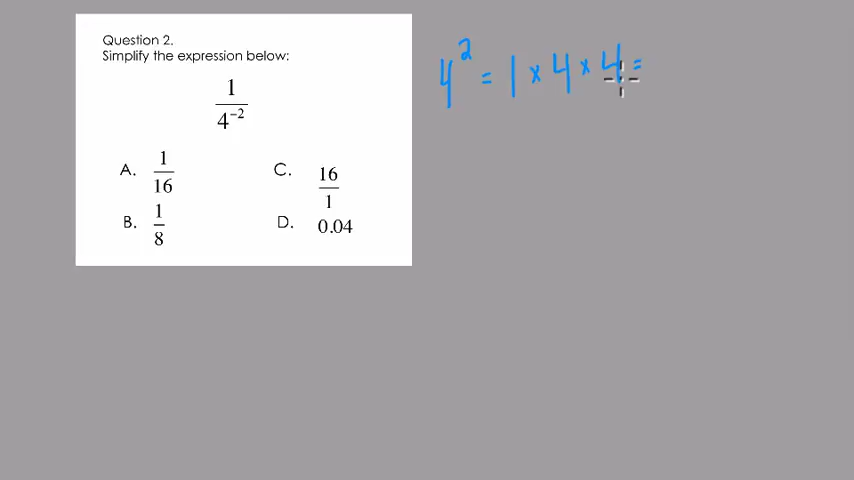 Question 2.
Simplify the expression below:
1
4⁻²
A. 1/16 C. 16/1
B. 1/8 D. 0.04
4² = 1 × 4 × 4 =